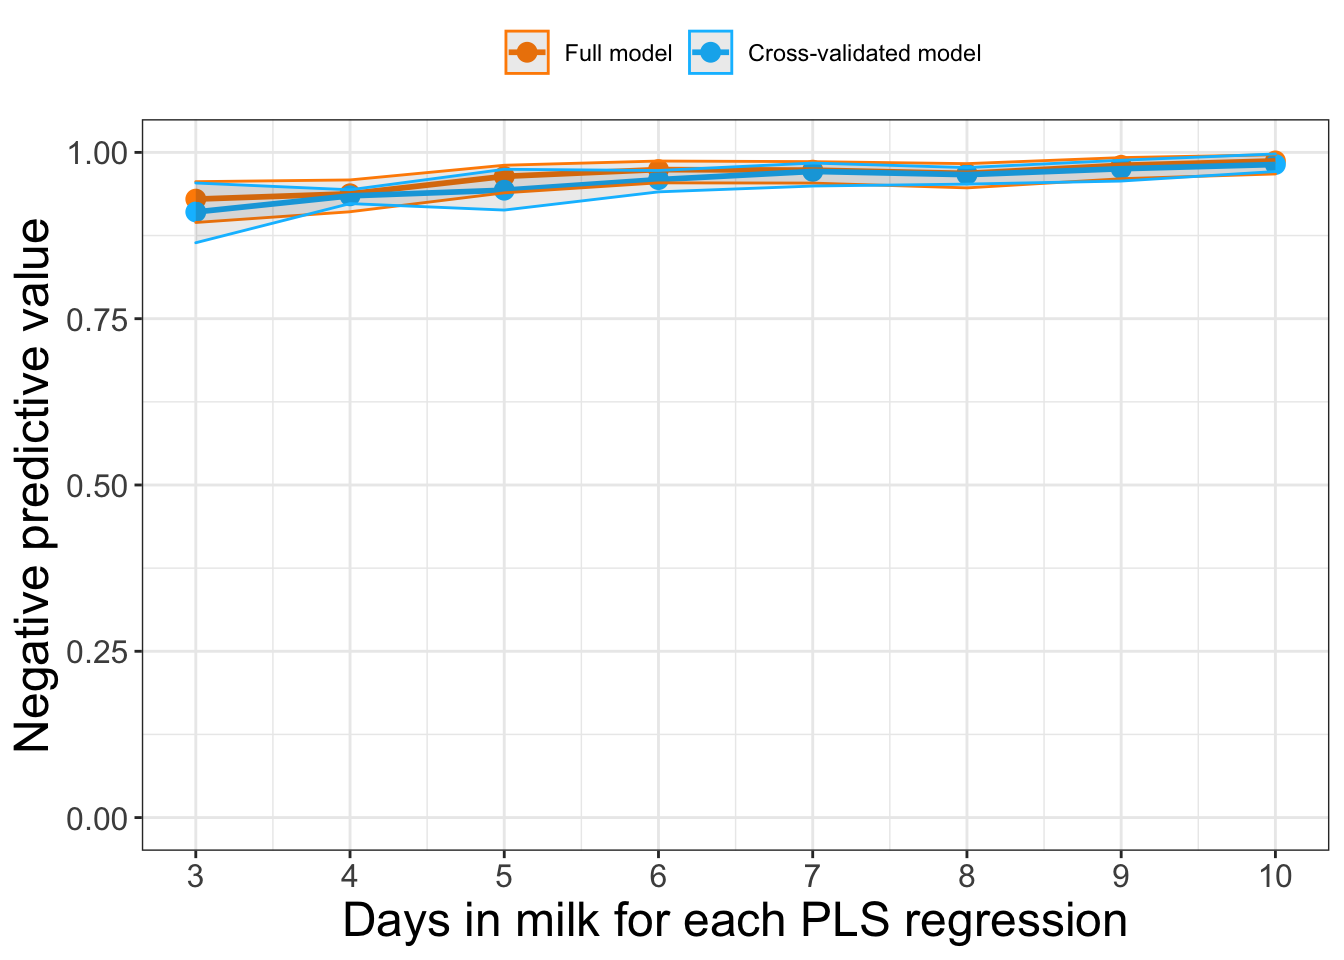 Full model Cross-validated model
Negative predictive value
1.00
0.75
0.50
0.25
0.00
3 4 5 6 7 8 9 10
Days in milk for each PLS regression